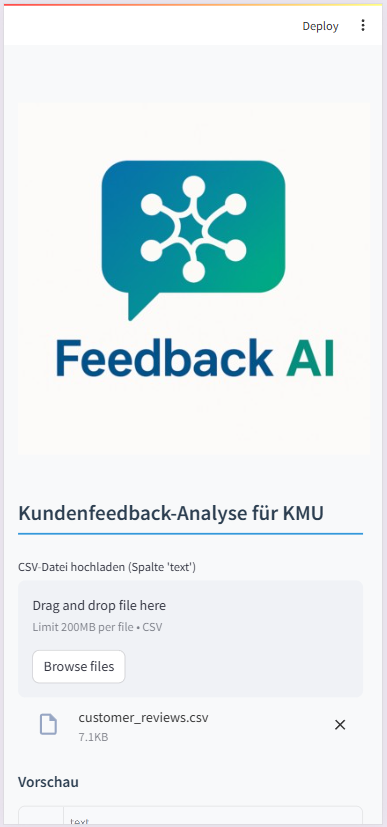 Deploy
Feedback AI
Kundenfeedback-Analyse für KMU
CSV-Datei hochladen (Spalte 'text')
Drag and drop file here
Limit 200MB per file • CSV
Browse files
customer_reviews.csv
7.1KB
Vorschau
text